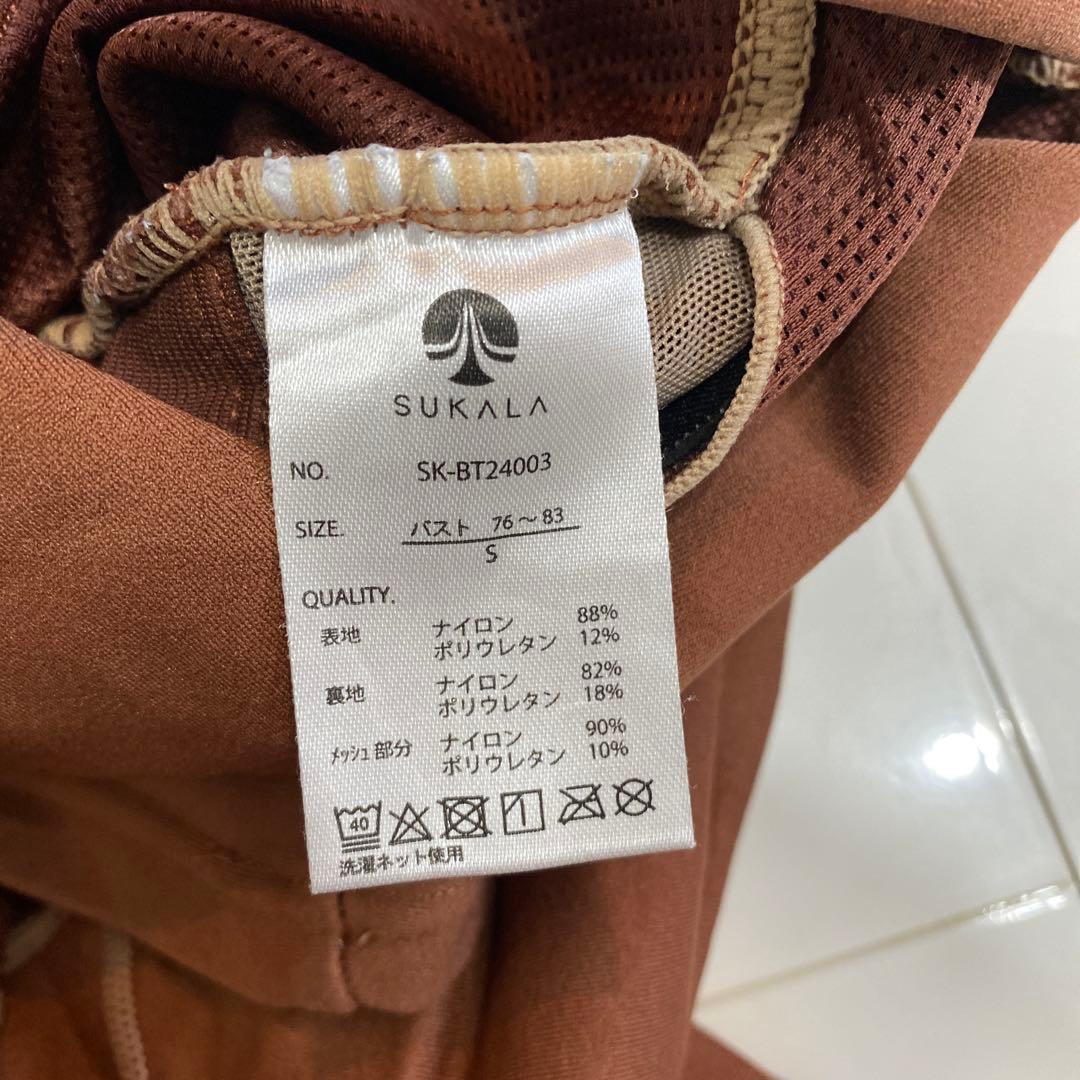 SUKALA
NO. SK-BT24003
SIZE. バスト 76～83
S
QUALITY.
表地 ナイロン 88%
ポリウレタン 12%
裏地 ナイロン 82%
ポリウレタン 18%
メッシュ部分 ナイロン 90%
ポリウレタン 10%
40
洗濯ネット使用